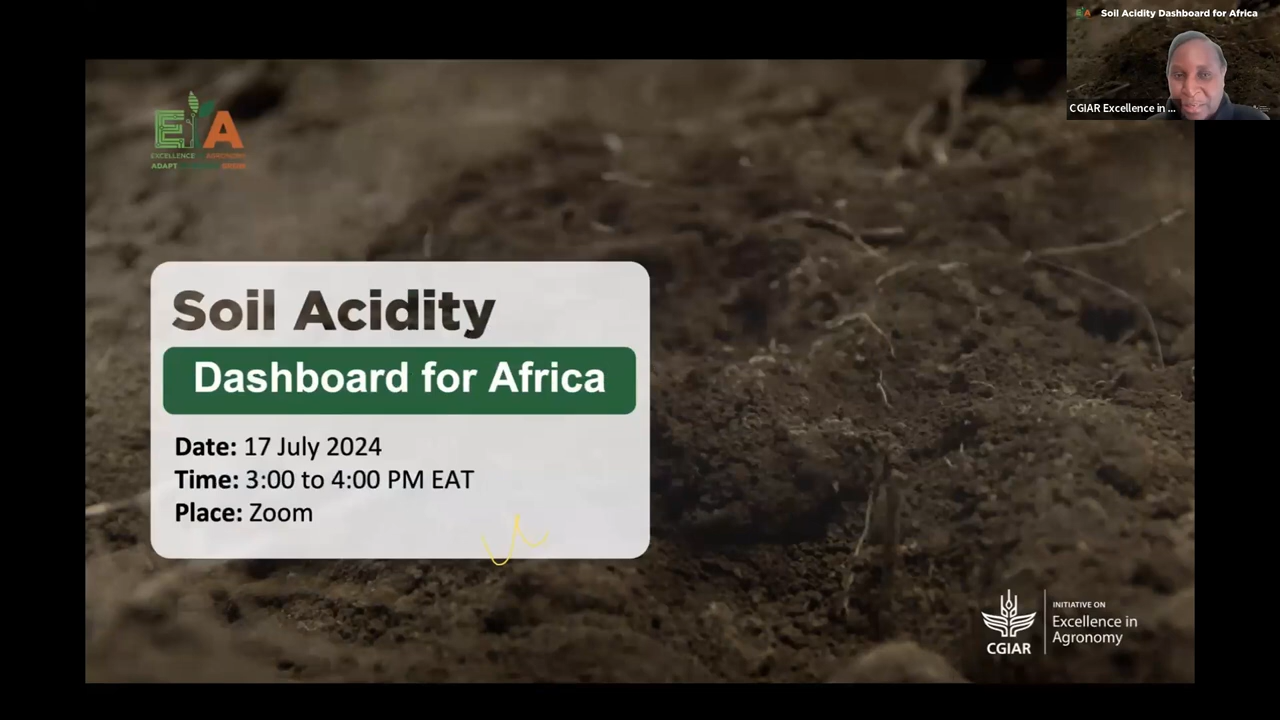 Soil Acidity Dashboard for Africa
CGIAR Excellence in ...
EiA
EXCELLENCE AGRONOMY
ADAPT
Soil Acidity
Dashboard for Africa
Date: 17 July 2024
Time: 3:00 to 4:00 PM EAT
Place: Zoom
CGIAR
INITIATIVE ON
Excellence in
Agronomy